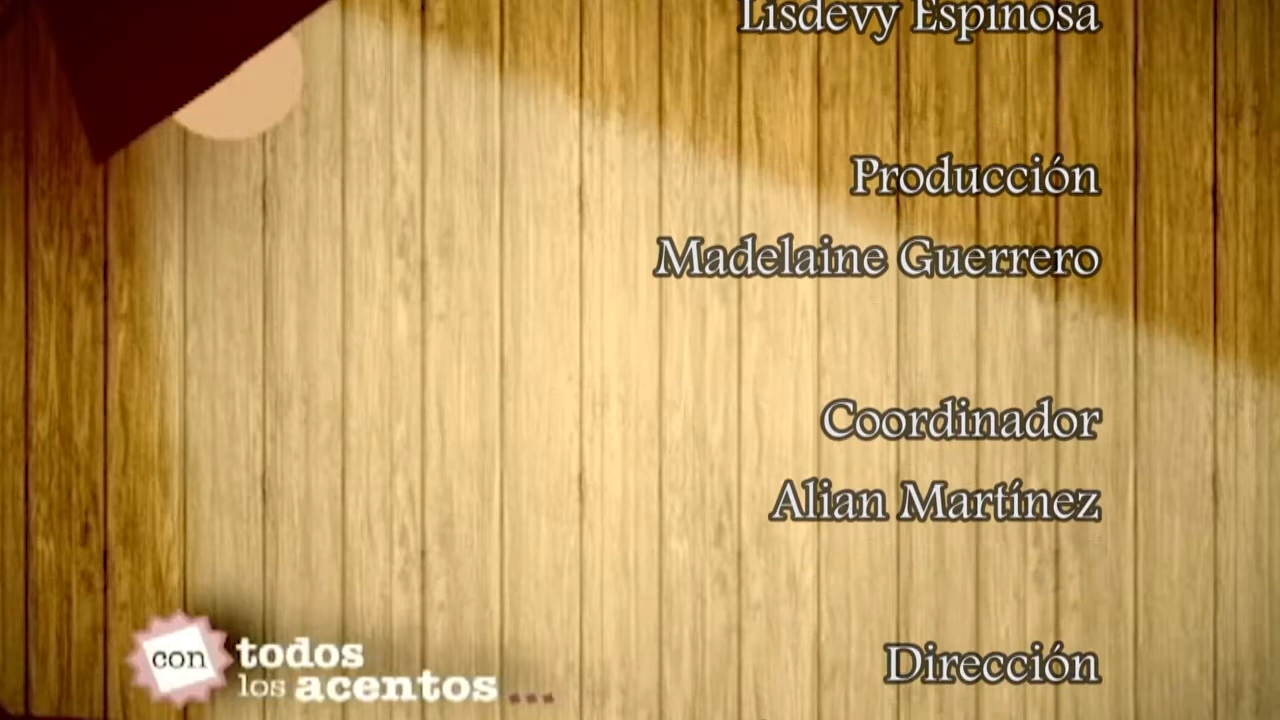 Lisdevy Espinosa
Producción
Madelaine Guerrero
Coordinador
Alian Martínez
Dirección
con todos
los acentos...